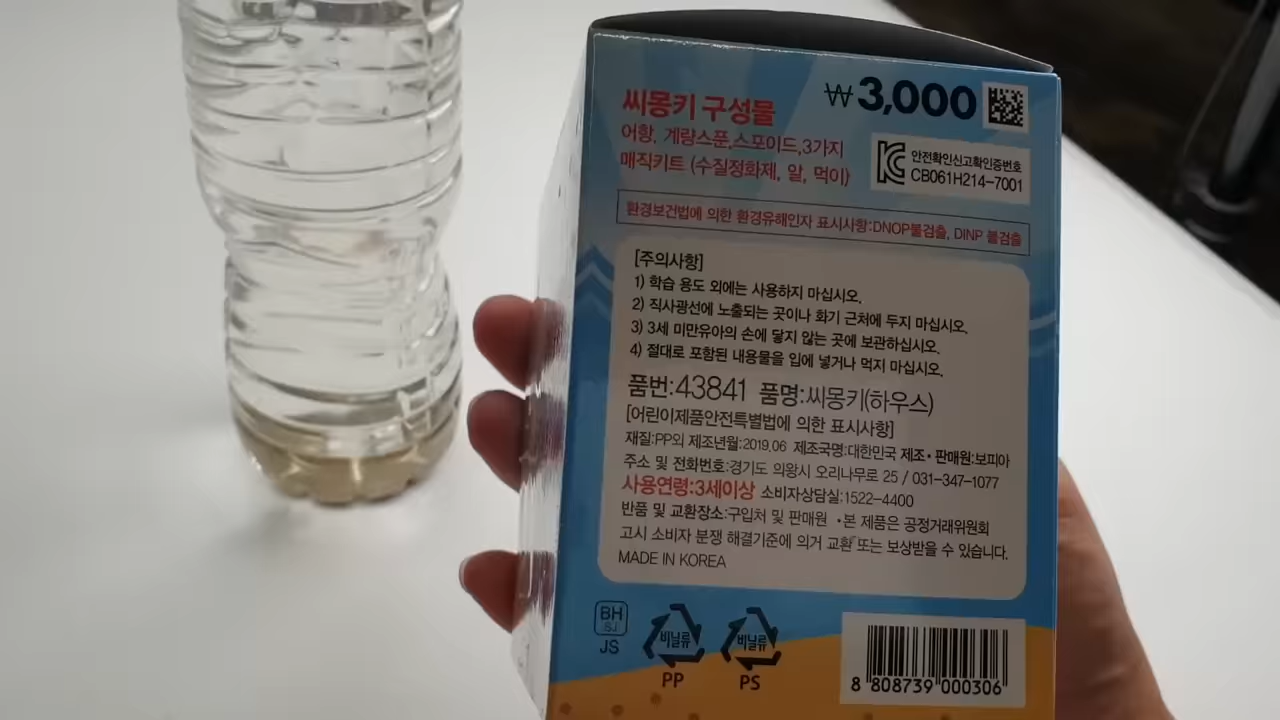 ₩3,000
씨몽키 구성물
어항, 계량스푼,스포이드,3가지
매직키트 (수질정화제, 알, 먹이)
안전확인신고확인증번호
CB061H214-7001
환경보건법에 의한 환경유해인자 표시사항:DNOP불검출, DINP 불검출
[주의사항]
1) 학습 용도 외에는 사용하지 마십시오.
2) 직사광선에 노출되는 곳이나 화기 근처에 두지 마십시오.
3) 3세 미만유아의 손에 닿지 않는 곳에 보관하십시오.
4) 절대로 포함된 내용물을 입에 넣거나 먹지 마십시오.
품번:43841 품명:씨몽키(하우스)
[어린이제품안전특별법에 의한 표시사항]
재질:PP외 제조년월:2019.06 제조국명:대한민국 제조•판매원:보피아
주소 및 전화번호:경기도 의왕시 오리나무로 25 / 031-347-1077
사용연령:3세이상 소비자상담실:1522-4400
반품 및 교환장소:구입처 및 판매원 •본 제품은 공정거래위원회
고시 소비자 분쟁 해결기준에 의거 교환 또는 보상받을 수 있습니다.
MADE IN KOREA
BH
SJ
JS
비닐류
PP
비닐류
PS
8 808739 000306